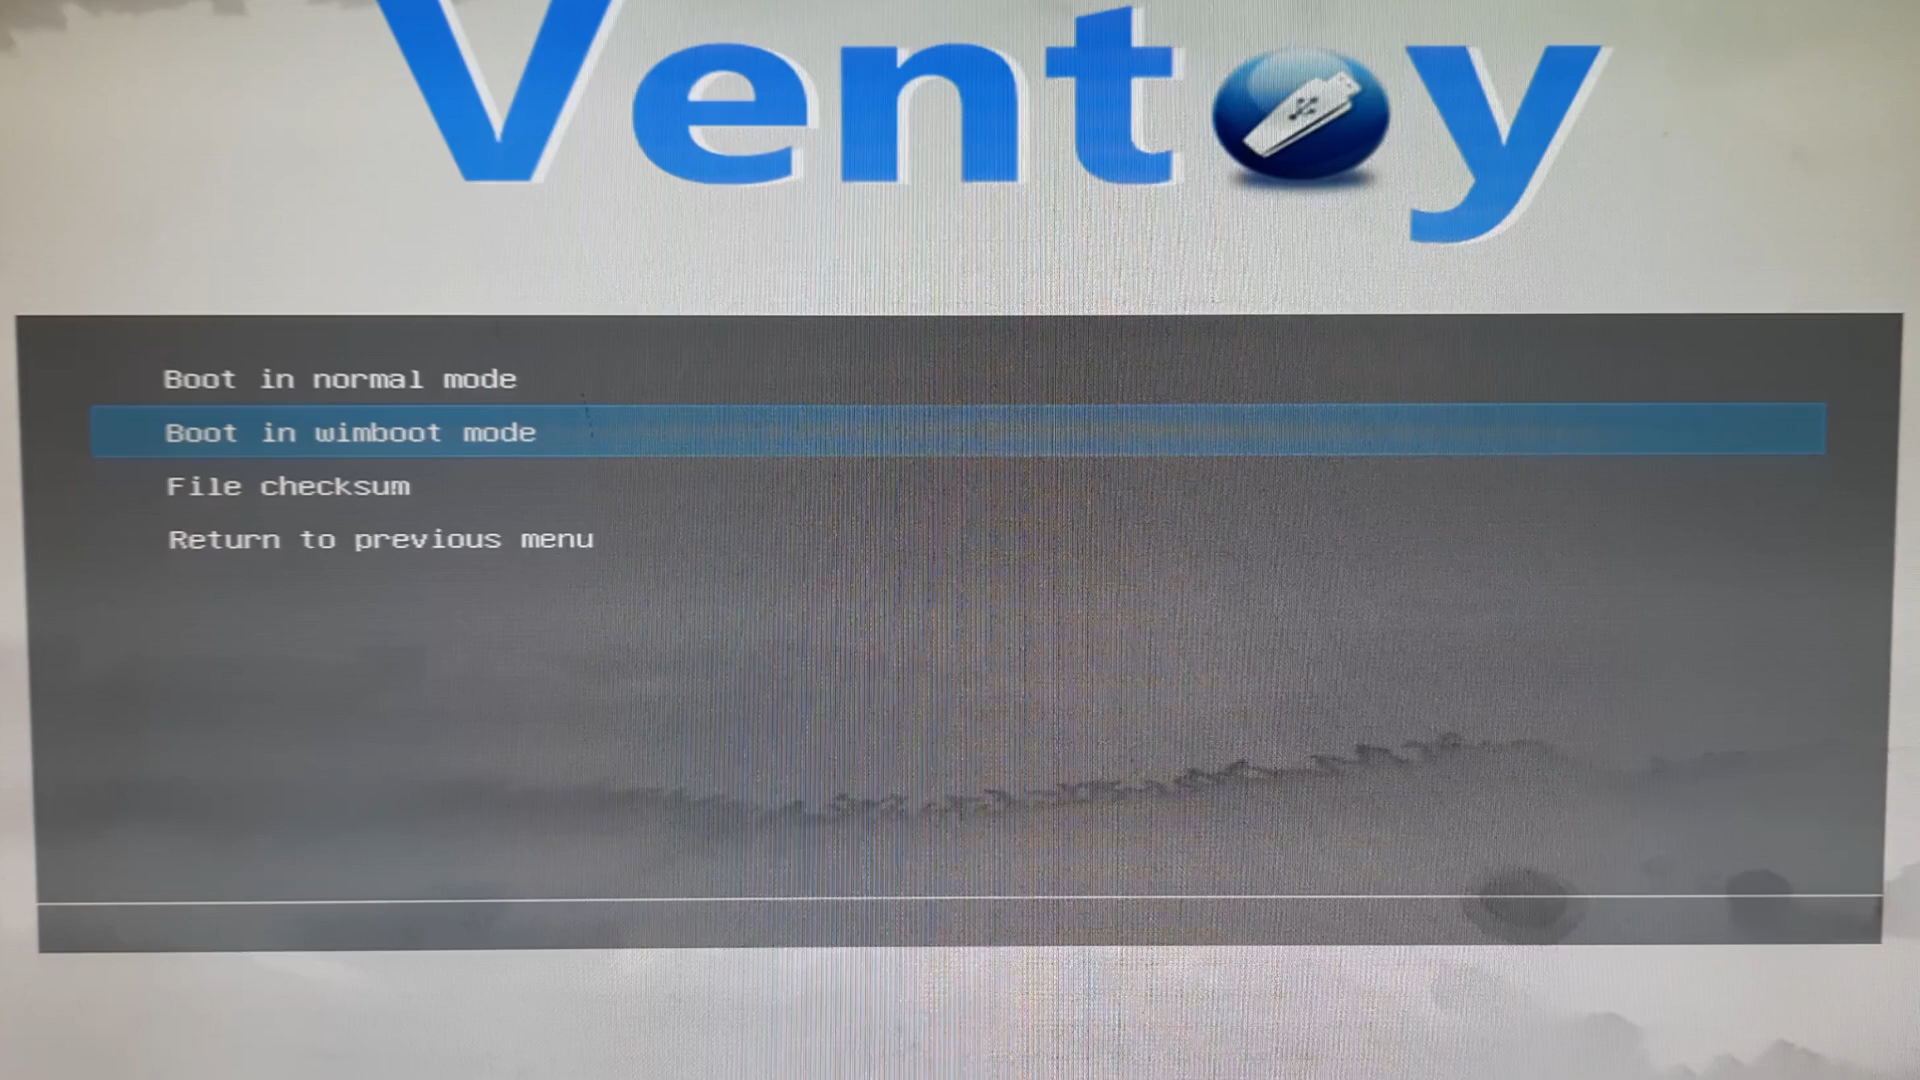 Ventoy
Boot in normal mode
Boot in wimboot mode
File checksum
Return to previous menu